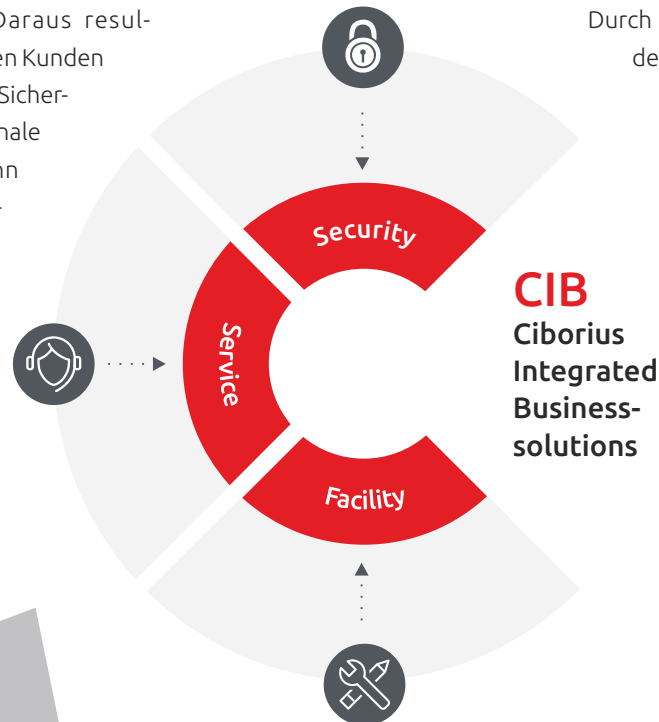 Daraus resul-
en Kunden
Sicher-
nale
nn
Durch
de
Security
Service
Facility
CIB
Ciborius
Integrated
Business-
solutions